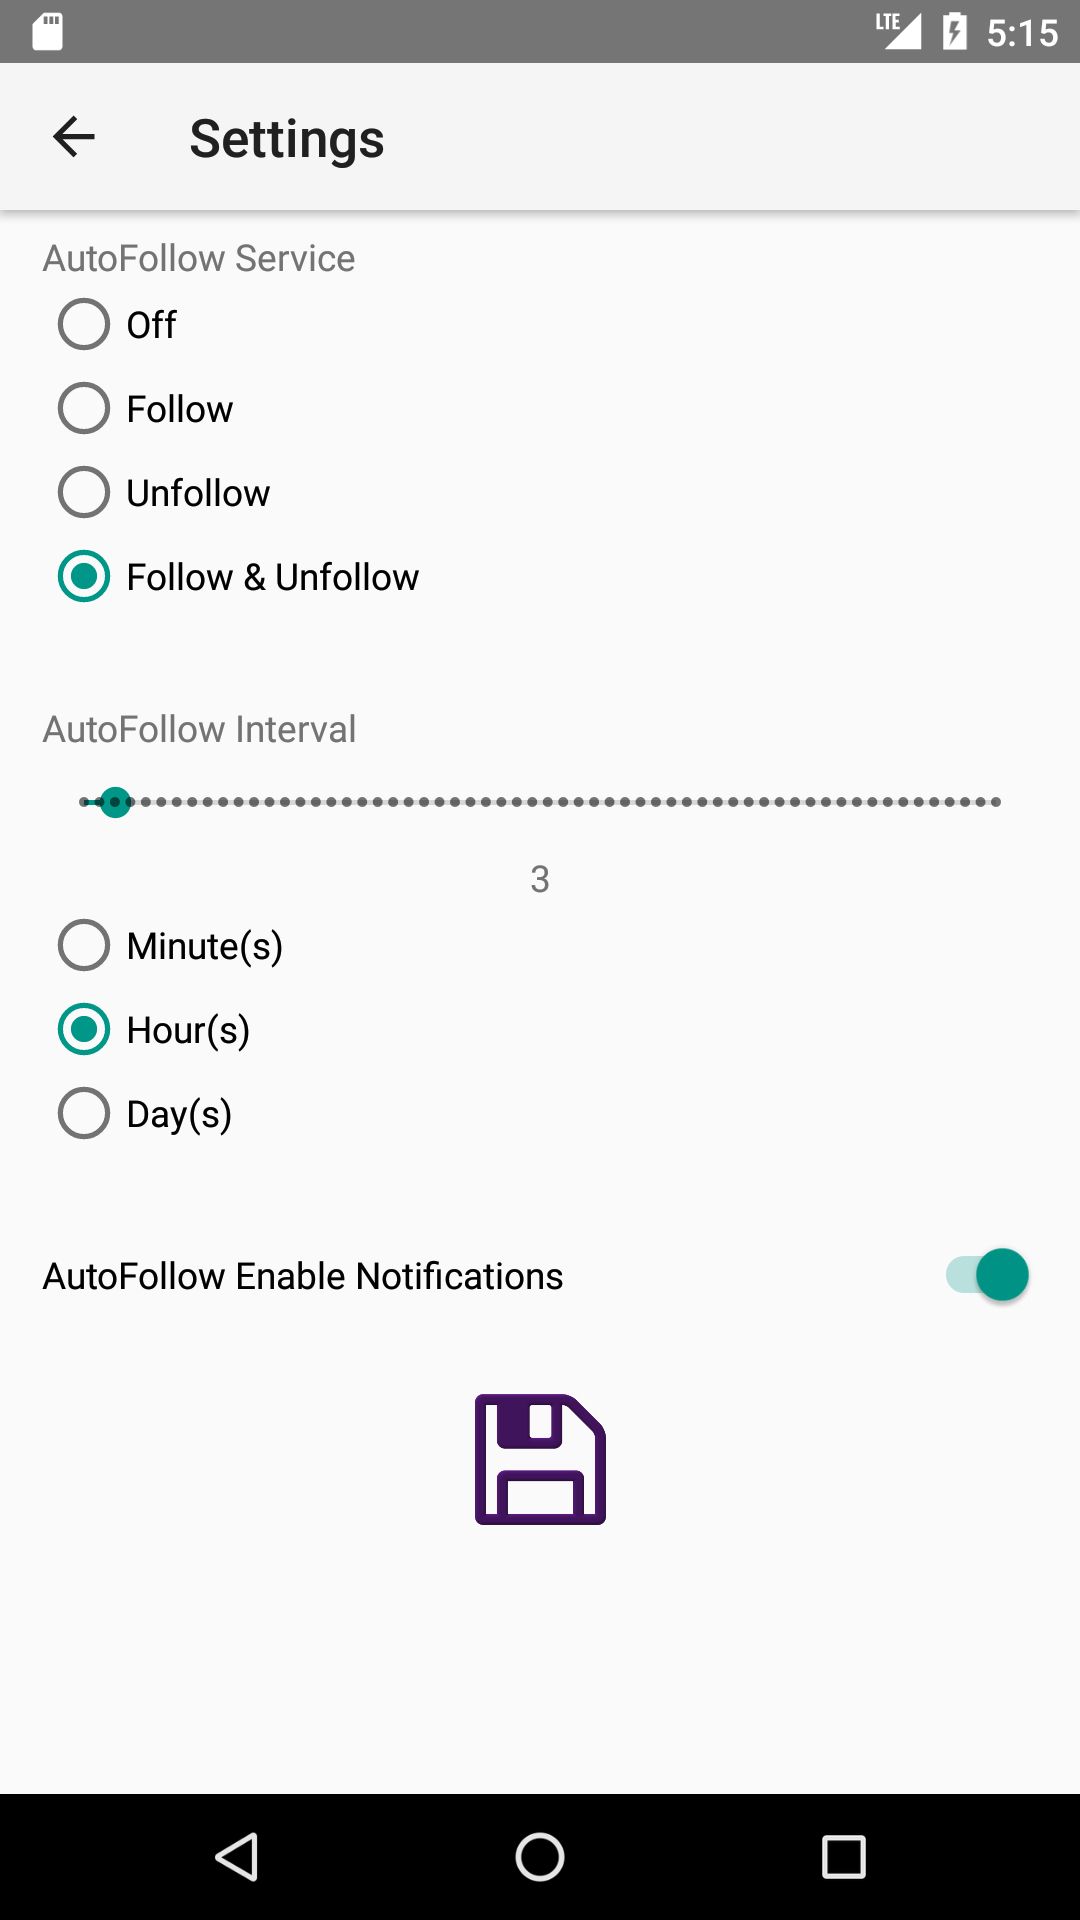 LTE 5:15
Settings
AutoFollow Service
Off
Follow
Unfollow
Follow & Unfollow
AutoFollow Interval
3
Minute(s)
Hour(s)
Day(s)
AutoFollow Enable Notifications